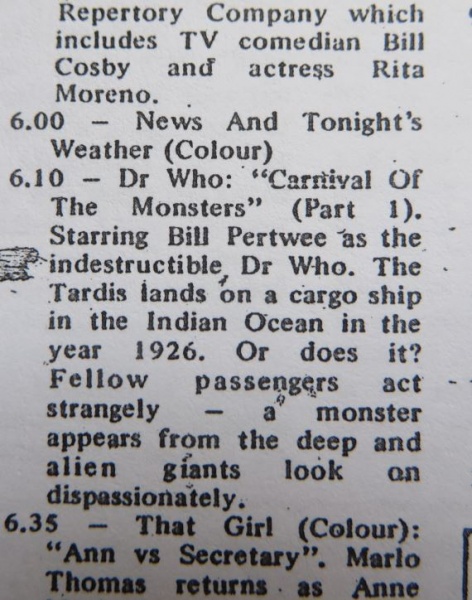 Repertory Company which
includes TV comedian Bill
Cosby and actress Rita
Moreno.
6.00 — News And Tonight's
Weather (Colour)
6.10 — Dr Who: "Carnival Of
The Monsters" (Part 1).
Starring Bill Pertwee as the
indestructible, Dr Who. The
Tardis lands on a cargo ship
in the Indian Ocean in the
year 1926. Or does it?
Fellow passengers act
strangely — a monster
appears from the deep and
alien giants look on
dispassionately.
6.35 — That Girl (Colour):
"Ann vs Secretary". Marlo
Thomas returns as Anne